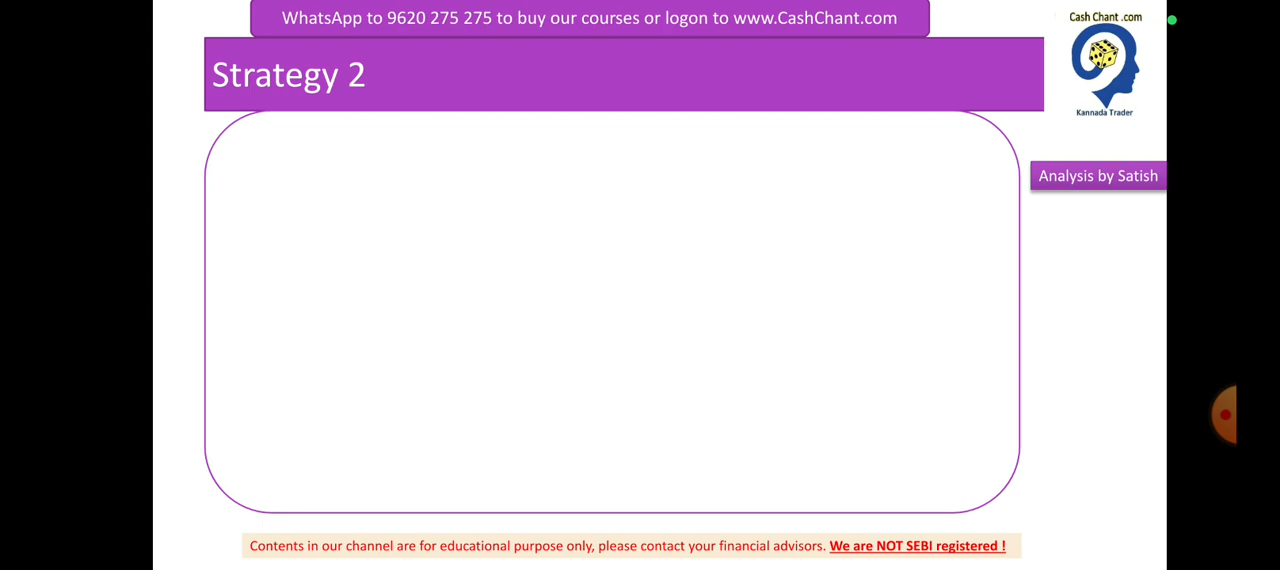 WhatsApp to 9620 275 275 to buy our courses or logon to www.CashChant.com
Cash Chant .com
Strategy 2
Kannada Trader
Analysis by Satish
Contents in our channel are for educational purpose only, please contact your financial advisors. We are NOT SEBI registered !